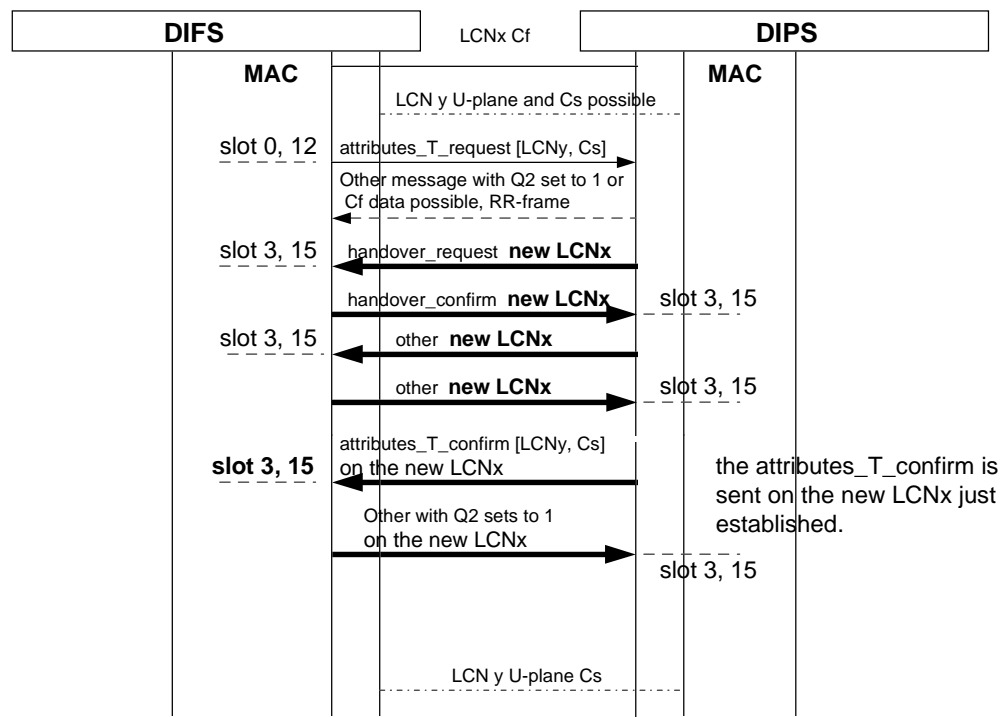 DIFS
LCNx Cf
DIPS
MAC
MAC
LCN y U-plane and Cs possible
slot 0, 12
attributes_T_request [LCNy, Cs]
Other message with Q2 set to 1 or
Cf data possible, RR-frame
slot 3, 15
handover_request new LCNx
handover_confirm new LCNx
slot 3, 15
slot 3, 15
other new LCNx
other new LCNx
slot 3, 15
attributes_T_confirm [LCNy, Cs]
slot 3, 15
on the new LCNx
the attributes_T_confirm is
sent on the new LCNx just
established.
Other with Q2 sets to 1
on the new LCNx
slot 3, 15
LCN y U-plane Cs